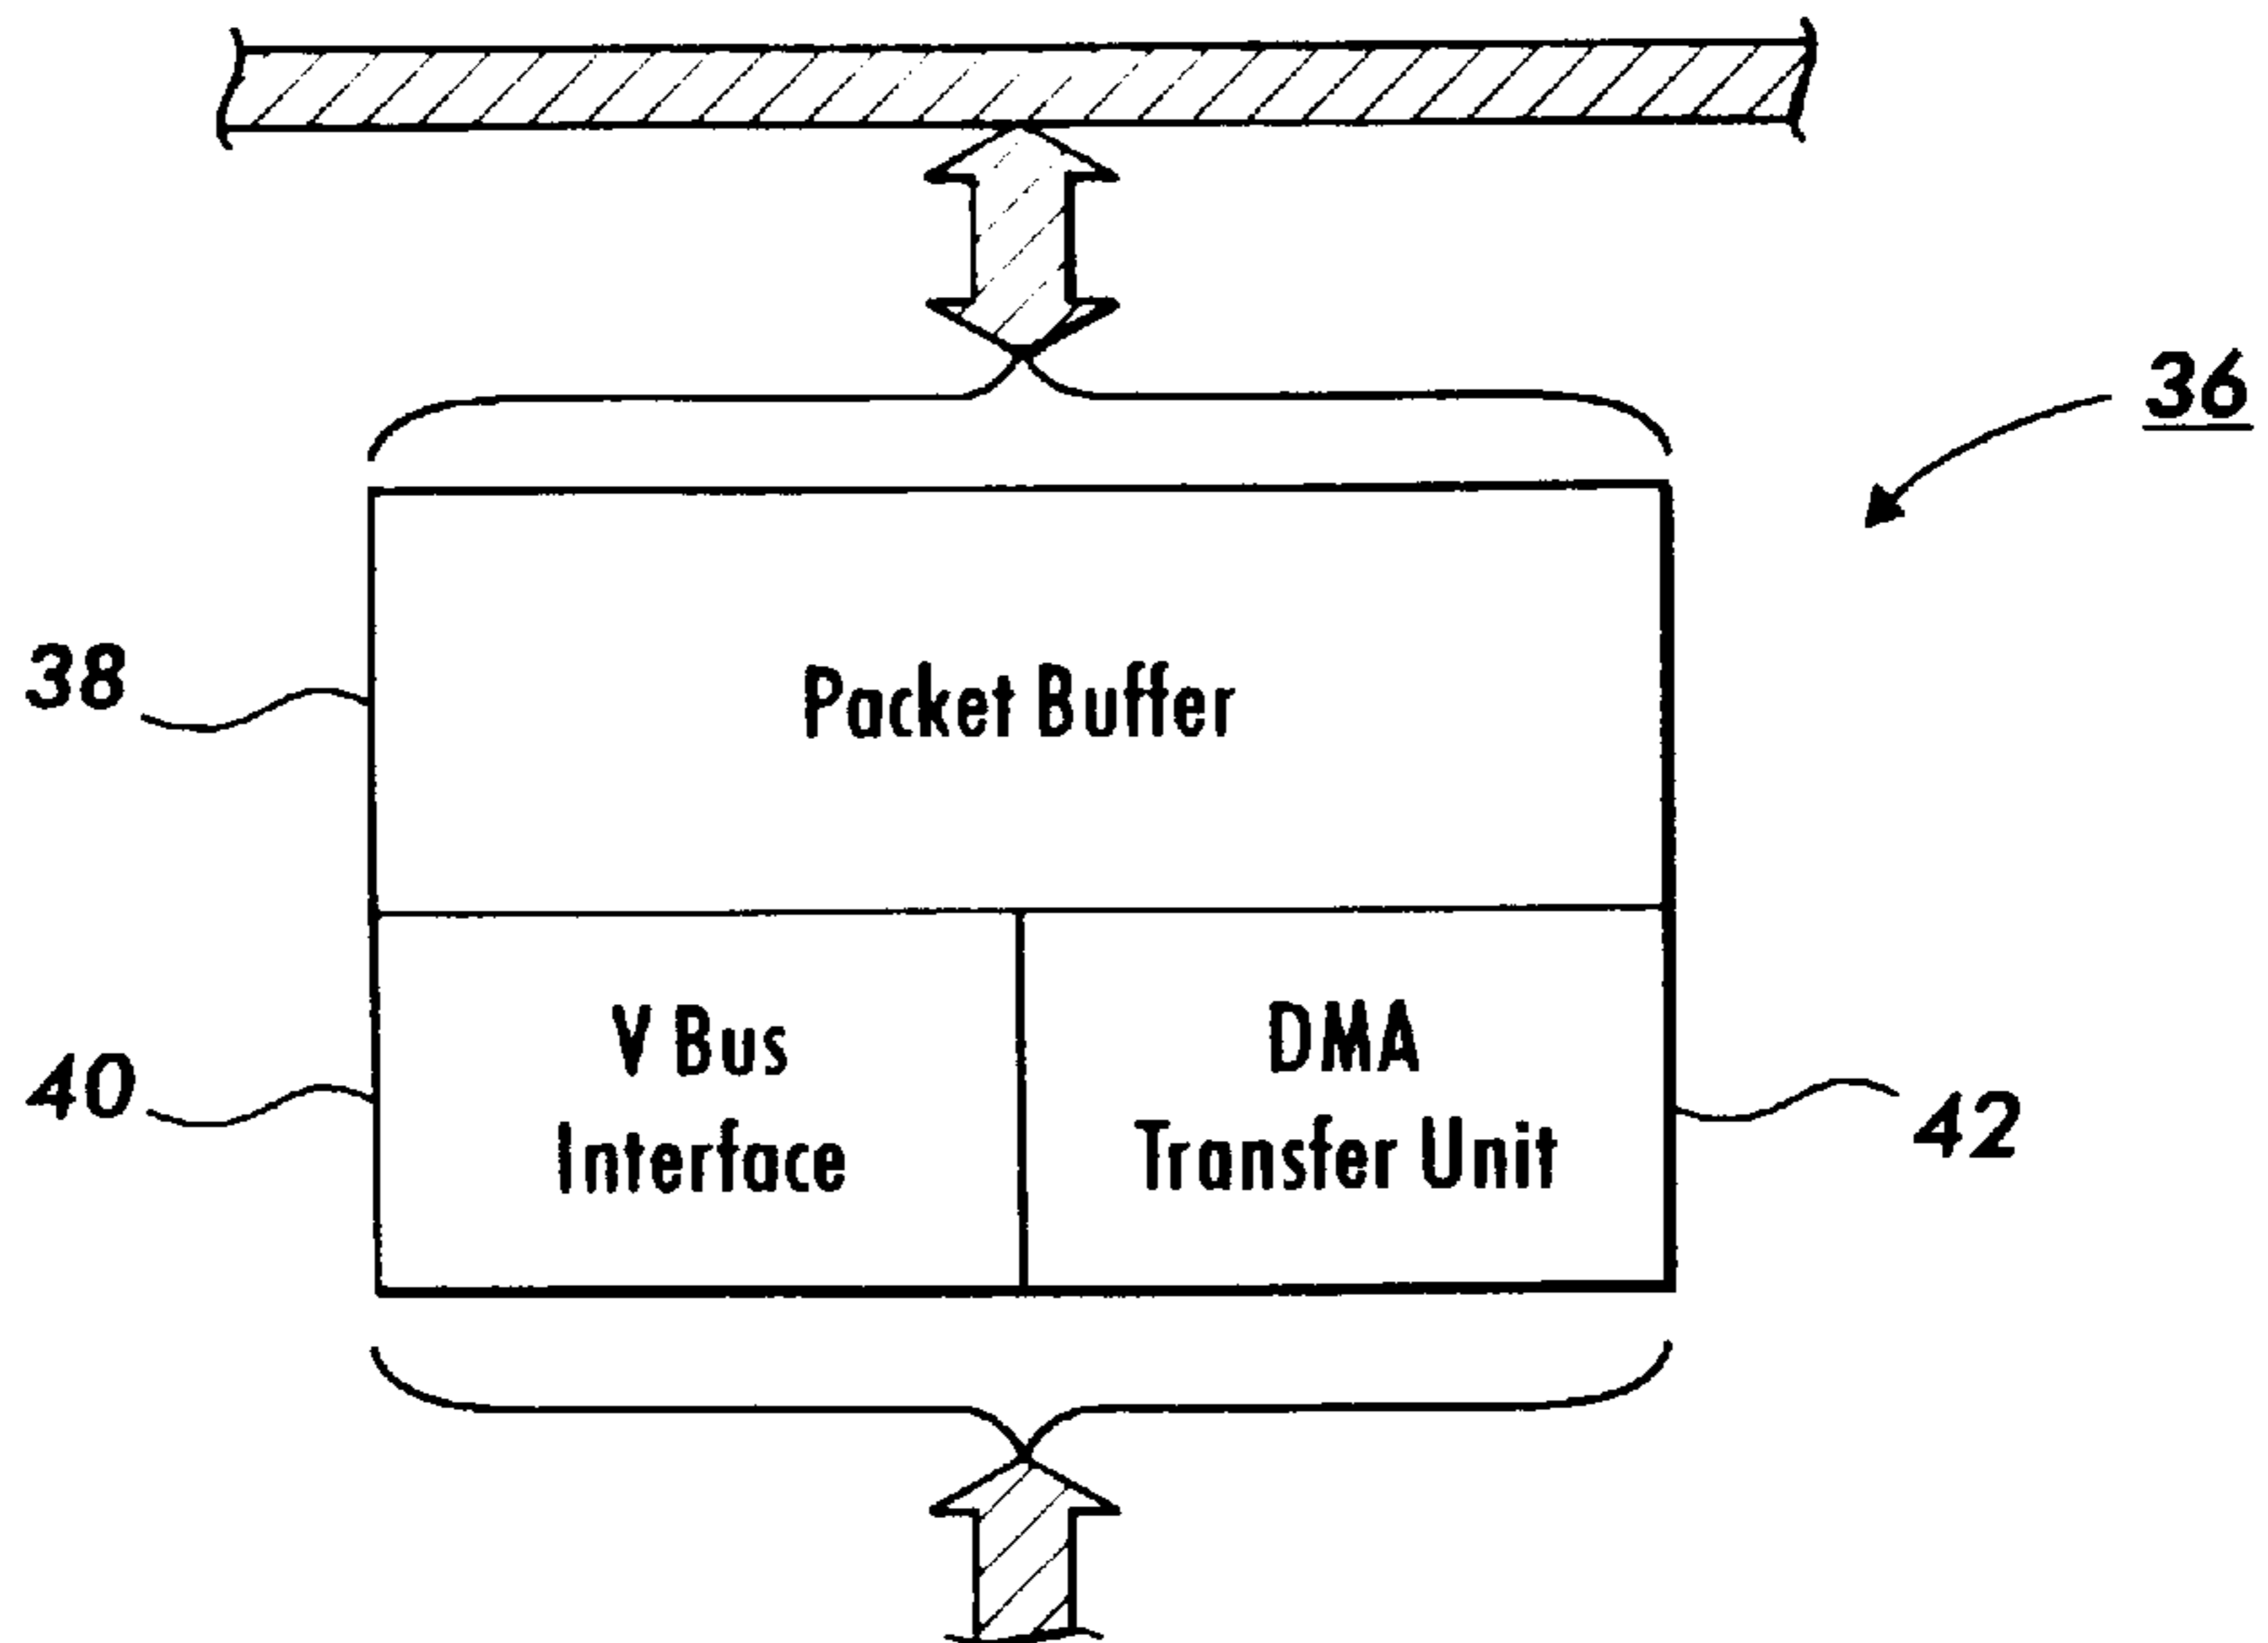 36
38
Packet Buffer
V Bus
Interface
DMA
Transfer Unit
40
42